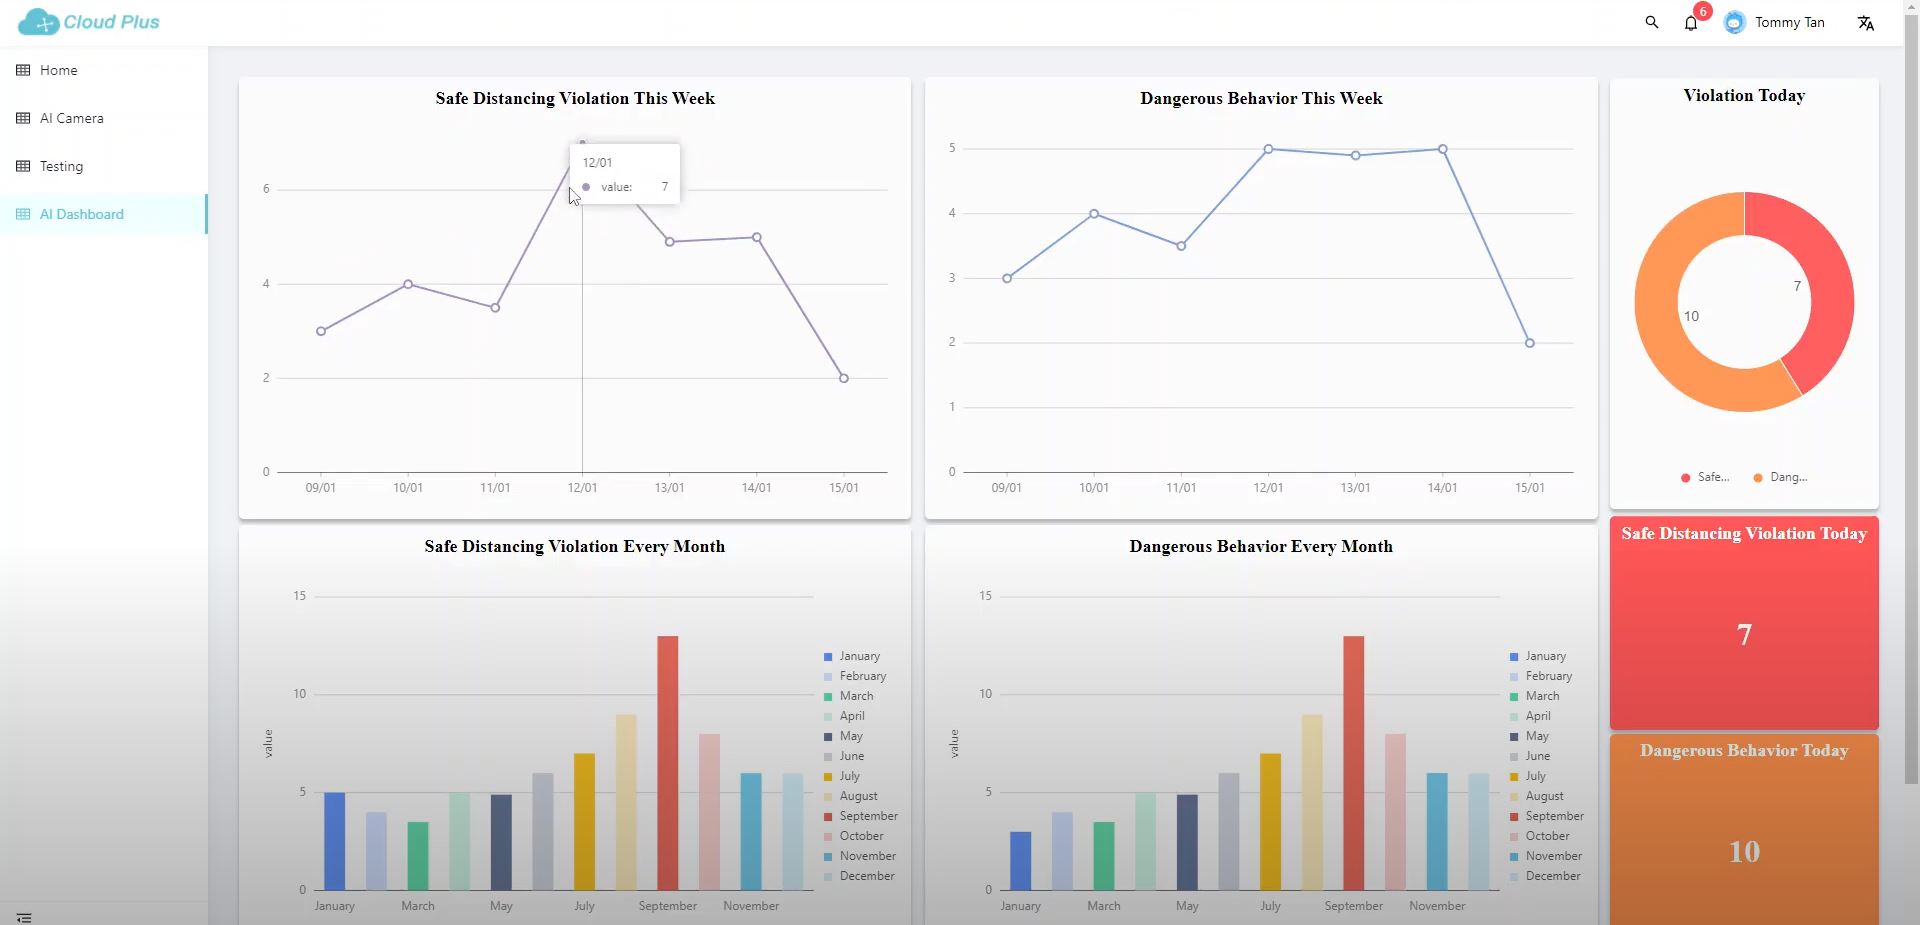 Cloud Plus
6
Tommy Tan
Home
AI Camera
Testing
AI Dashboard
Safe Distancing Violation This Week
12/01
value: 7
6
4
2
0
09/01 10/01 11/01 12/01 13/01 14/01 15/01
Dangerous Behavior This Week
5
4
3
2
1
0
09/01 10/01 11/01 12/01 13/01 14/01 15/01
Violation Today
7
10
Safe... Dang...
Safe Distancing Violation Every Month
15
10
5
0
value
January March May July September November
January
February
March
April
May
June
July
August
September
October
November
December
Dangerous Behavior Every Month
15
10
5
0
value
January March May July September November
January
February
March
April
May
June
July
August
September
October
November
December
Safe Distancing Violation Today
7
Dangerous Behavior Today
10